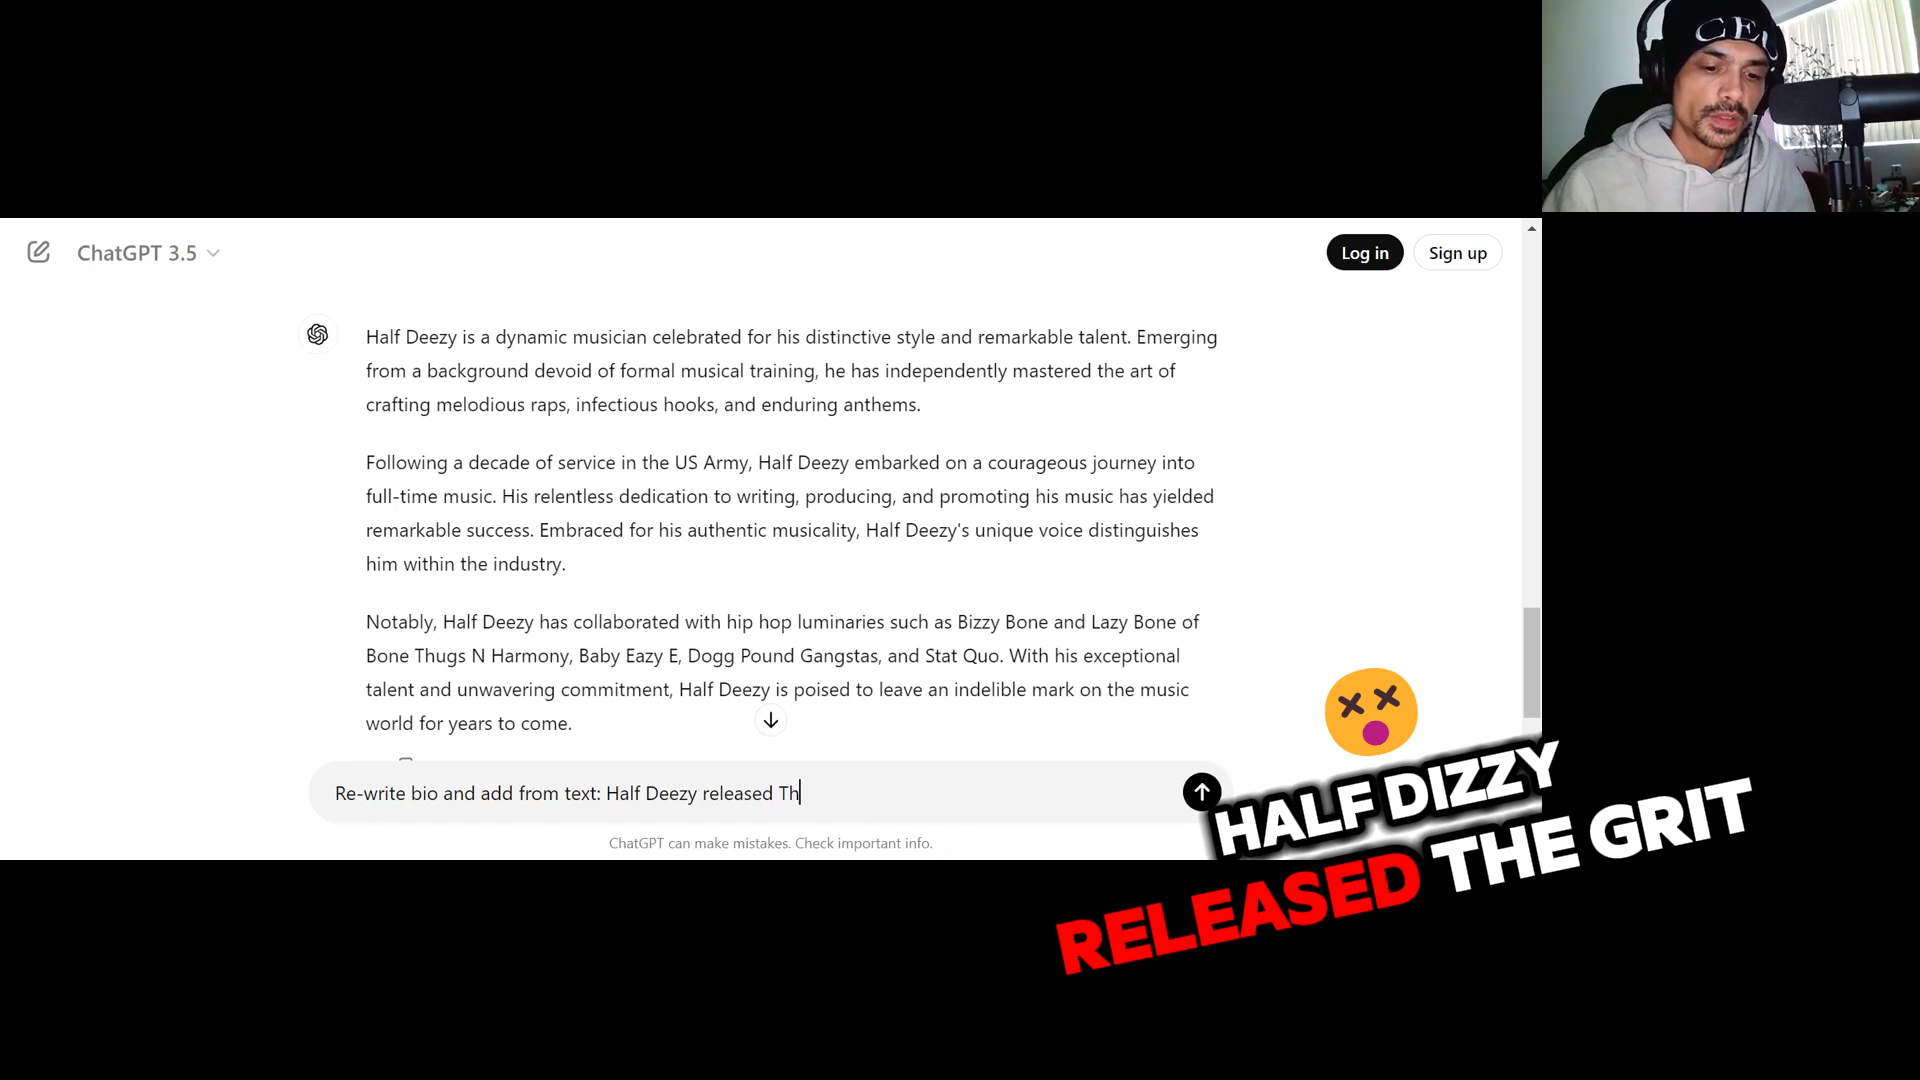 CEU
ChatGPT 3.5
Log in
Sign up
Half Deezy is a dynamic musician celebrated for his distinctive style and remarkable talent. Emerging
from a background devoid of formal musical training, he has independently mastered the art of
crafting melodious raps, infectious hooks, and enduring anthems.
Following a decade of service in the US Army, Half Deezy embarked on a courageous journey into
full-time music. His relentless dedication to writing, producing, and promoting his music has yielded
remarkable success. Embraced for his authentic musicality, Half Deezy's unique voice distinguishes
him within the industry.
Notably, Half Deezy has collaborated with hip hop luminaries such as Bizzy Bone and Lazy Bone of
Bone Thugs N Harmony, Baby Eazy E, Dogg Pound Gangstas, and Stat Quo. With his exceptional
talent and unwavering commitment, Half Deezy is poised to leave an indelible mark on the music
world for years to come.
Re-write bio and add from text: Half Deezy released Th
ChatGPT can make mistakes. Check important info.
HALF DIZZY
RELEASED THE GRIT